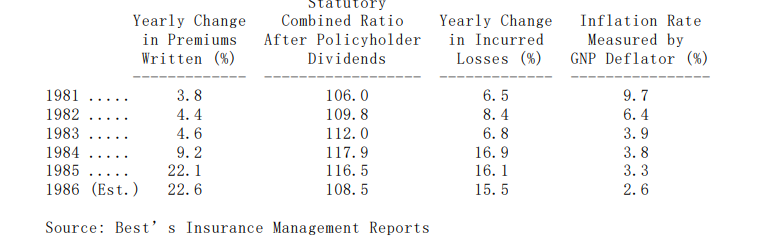 Statutory
Yearly Change Combined Ratio Yearly Change Inflation Rate
in Premiums After Policyholder in Incurred Measured by
Written (%) Dividends Losses (%) GNP Deflator (%)
------------- ------------------- ------------- ----------------
1981 ..... 3.8 106.0 6.5 9.7
1982 ..... 4.4 109.8 8.4 6.4
1983 ..... 4.6 112.0 6.8 3.9
1984 ..... 9.2 117.9 16.9 3.8
1985 ..... 22.1 116.5 16.1 3.3
1986 (Est.) 22.6 108.5 15.5 2.6
Source: Best’s Insurance Management Reports